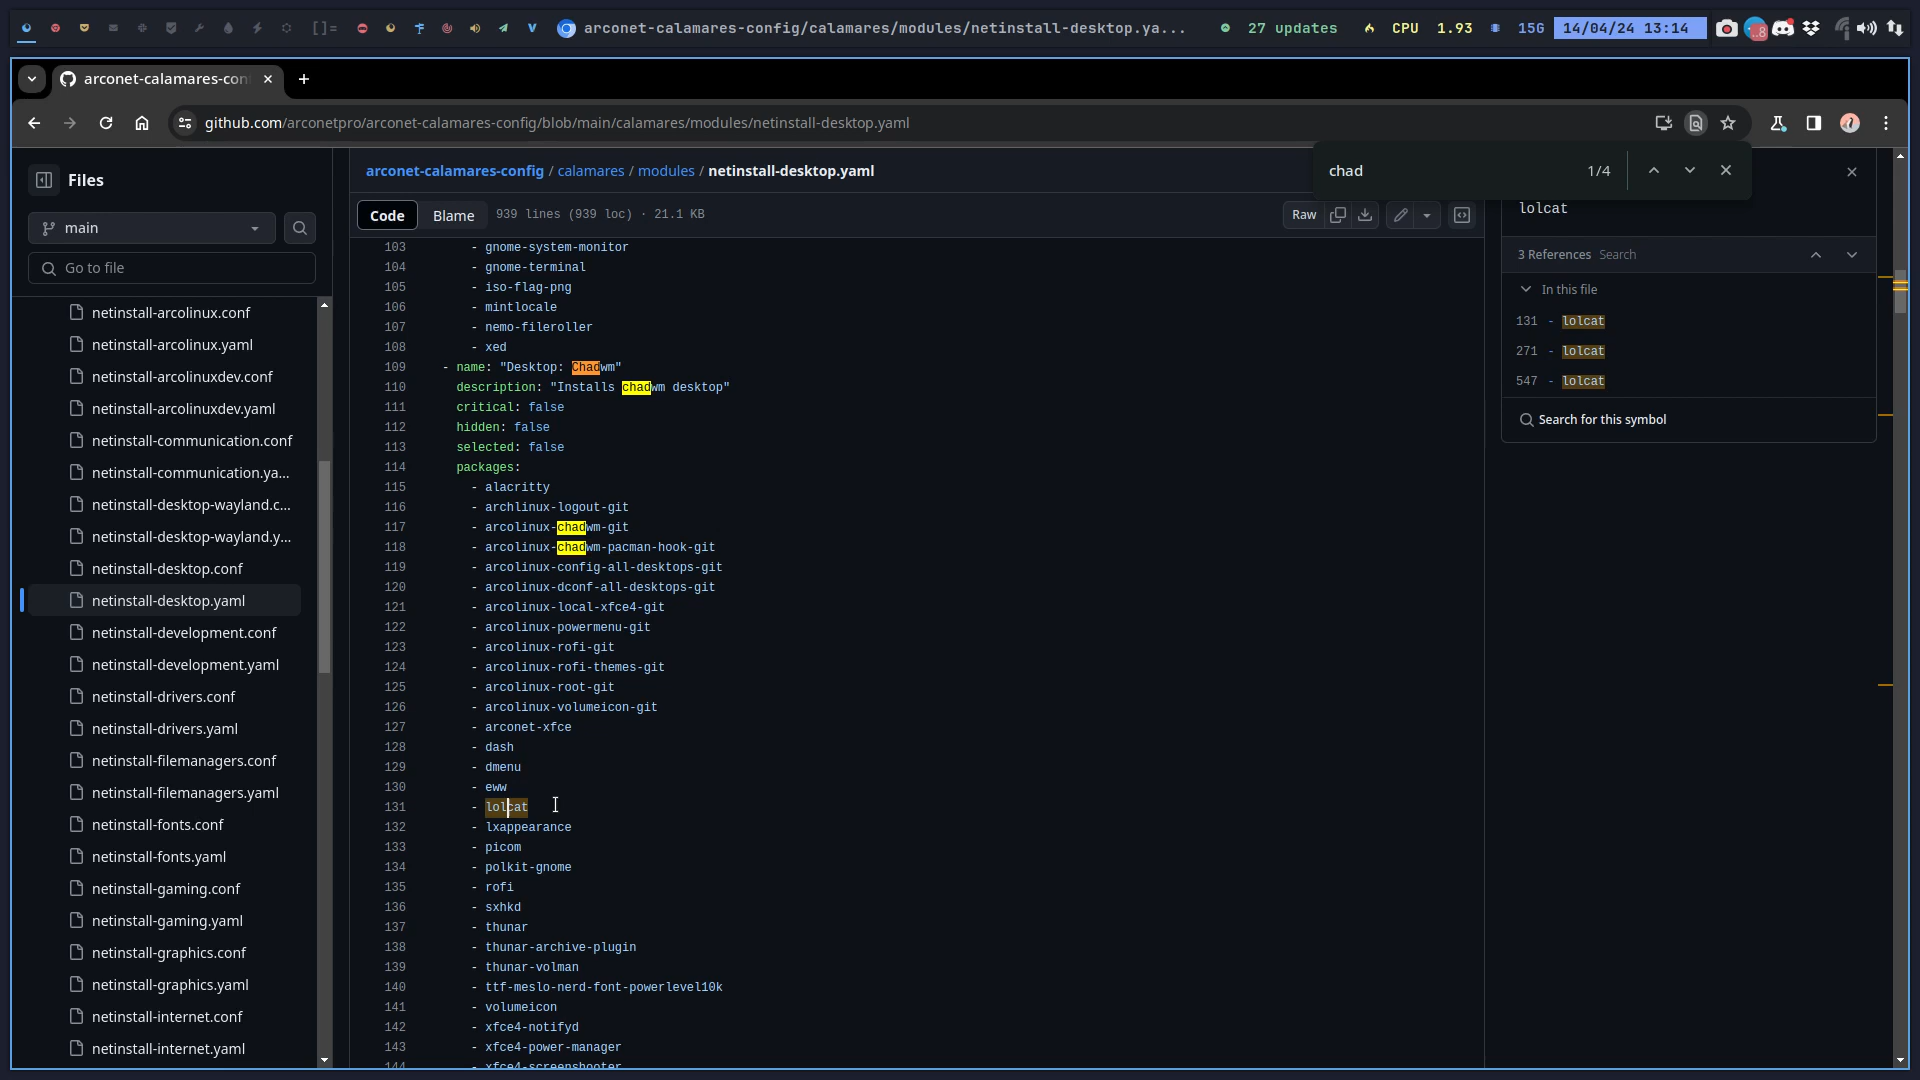 []= arconet-calamares-config/calamares/modules/netinstall-desktop.ya... 27 updates CPU 1.93 15G 14/04/24 13:14
arconet-calamares-con
github.com/arconetpro/arconet-calamares-config/blob/main/calamares/modules/netinstall-desktop.yaml
chad 1/4
Files
main
Go to file
netinstall-arcolinux.conf
netinstall-arcolinux.yaml
netinstall-arcolinuxdev.conf
netinstall-arcolinuxdev.yaml
netinstall-communication.conf
netinstall-communication.ya...
netinstall-desktop-wayland.c...
netinstall-desktop-wayland.y...
netinstall-desktop.conf
netinstall-desktop.yaml
netinstall-development.conf
netinstall-development.yaml
netinstall-drivers.conf
netinstall-drivers.yaml
netinstall-filemanagers.conf
netinstall-filemanagers.yaml
netinstall-fonts.conf
netinstall-fonts.yaml
netinstall-gaming.conf
netinstall-gaming.yaml
netinstall-graphics.conf
netinstall-graphics.yaml
netinstall-internet.conf
netinstall-internet.yaml
arconet-calamares-config / calamares / modules / netinstall-desktop.yaml
Code Blame 939 lines (939 loc) · 21.1 KB Raw
103 - gnome-system-monitor
104 - gnome-terminal
105 - iso-flag-png
106 - mintlocale
107 - nemo-fileroller
108 - xed
109 - name: "Desktop: Chadwm"
110 description: "Installs chadwm desktop"
111 critical: false
112 hidden: false
113 selected: false
114 packages:
115 - alacritty
116 - archlinux-logout-git
117 - arcolinux-chadwm-git
118 - arcolinux-chadwm-pacman-hook-git
119 - arcolinux-config-all-desktops-git
120 - arcolinux-dconf-all-desktops-git
121 - arcolinux-local-xfce4-git
122 - arcolinux-powermenu-git
123 - arcolinux-rofi-git
124 - arcolinux-rofi-themes-git
125 - arcolinux-root-git
126 - arcolinux-volumeicon-git
127 - arconet-xfce
128 - dash
129 - dmenu
130 - eww
131 - lolcat
132 - lxappearance
133 - picom
134 - polkit-gnome
135 - rofi
136 - sxhkd
137 - thunar
138 - thunar-archive-plugin
139 - thunar-volman
140 - ttf-meslo-nerd-font-powerlevel10k
141 - volumeicon
142 - xfce4-notifyd
143 - xfce4-power-manager
144 - xfce4-screenshooter
lolcat
3 References Search
In this file
131 - lolcat
271 - lolcat
547 - lolcat
Search for this symbol